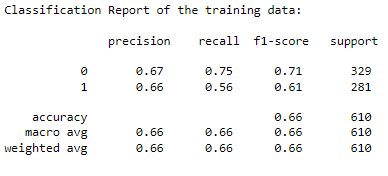 Classification Report of the training data:
precision recall f1-score support
0 0.67 0.75 0.71 329
1 0.66 0.56 0.61 281
accuracy 0.66 610
macro avg 0.66 0.66 0.66 610
weighted avg 0.66 0.66 0.66 610